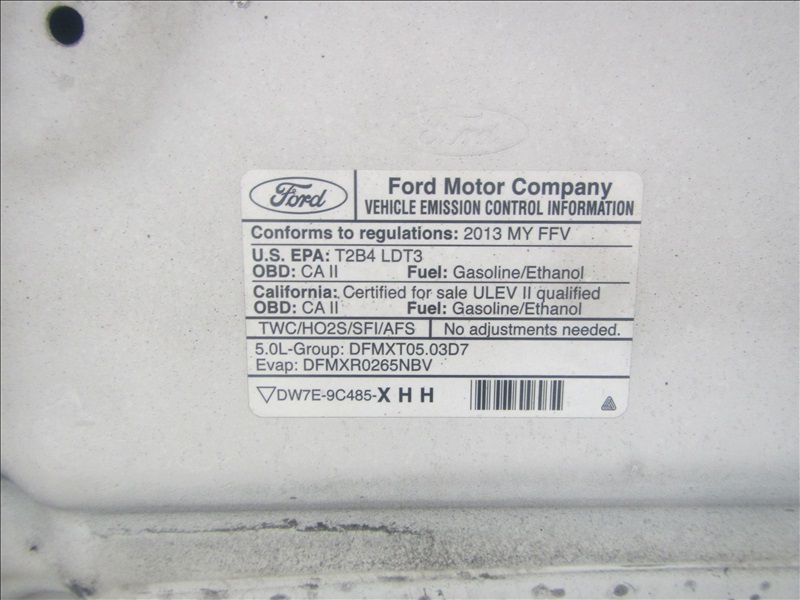 Ford
Ford
Ford Motor Company
VEHICLE EMISSION CONTROL INFORMATION
Conforms to regulations: 2013 MY FFV
U.S. EPA: T2B4 LDT3
OBD: CA II Fuel: Gasoline/Ethanol
California: Certified for sale ULEV II qualified
OBD: CA II Fuel: Gasoline/Ethanol
TWC/HO2S/SFI/AFS No adjustments needed.
5.0L-Group: DFMXT05.03D7
Evap: DFMXR0265NBV
DW7E-9C485-X H H